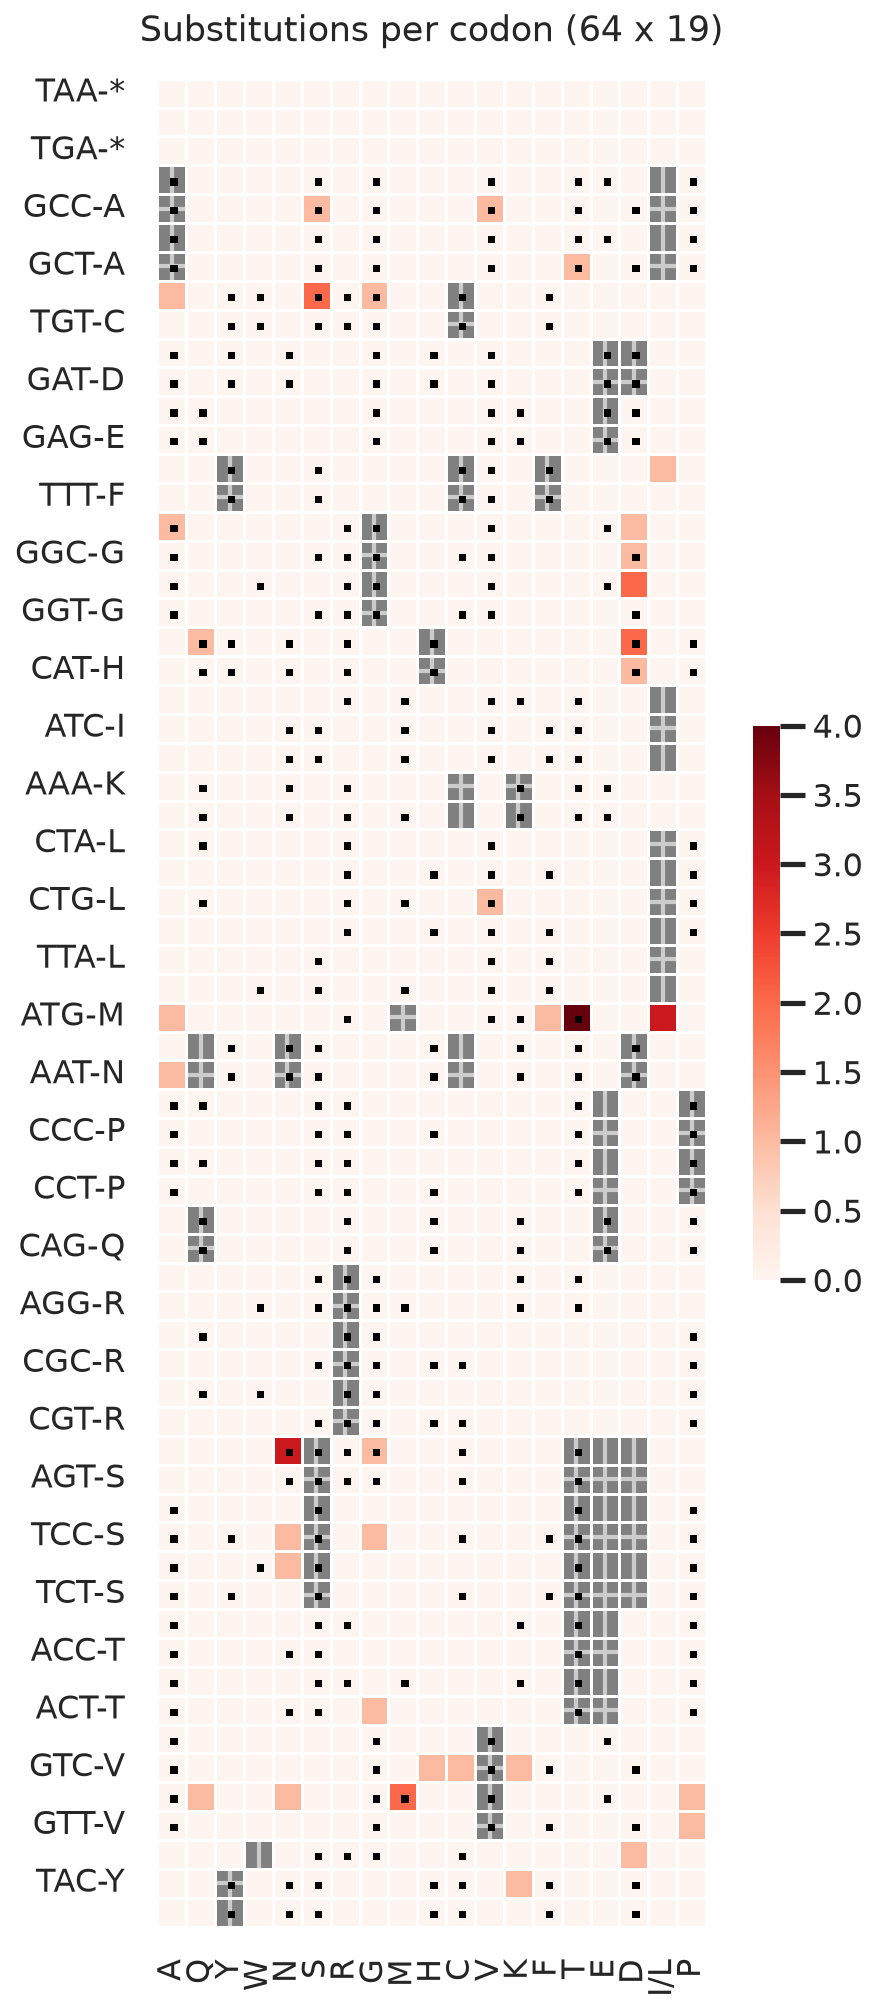 Substitutions per codon (64 x 19)
TAA-*
TGA-*
GCC-A
GCT-A
TGT-C
GAT-D
GAG-E
TTT-F
GGC-G
GGT-G
CAT-H
ATC-I
AAA-K
CTA-L
CTG-L
TTA-L
ATG-M
AAT-N
CCC-P
CCT-P
CAG-Q
AGG-R
CGC-R
CGT-R
AGT-S
TCC-S
TCT-S
ACC-T
ACT-T
GTC-V
GTT-V
TAC-Y
A Q Y W N S R G M H C V K F T E D I/L P
4.0
3.5
3.0
2.5
2.0
1.5
1.0
0.5
0.0